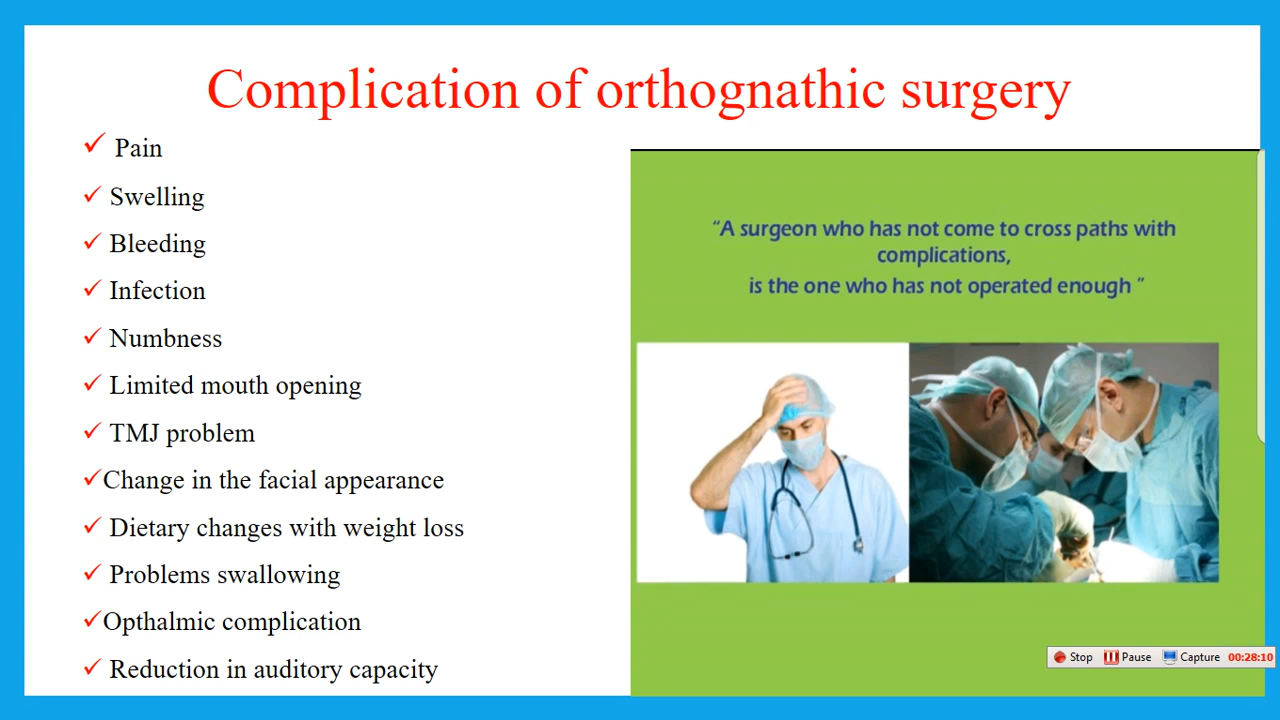 Complication of orthognathic surgery
Pain
Swelling
Bleeding
Infection
Numbness
Limited mouth opening
TMJ problem
Change in the facial appearance
Dietary changes with weight loss
Problems swallowing
Opthalmic complication
Reduction in auditory capacity
“A surgeon who has not come to cross paths with
complications,
is the one who has not operated enough ”
Stop Pause Capture 00:28:10